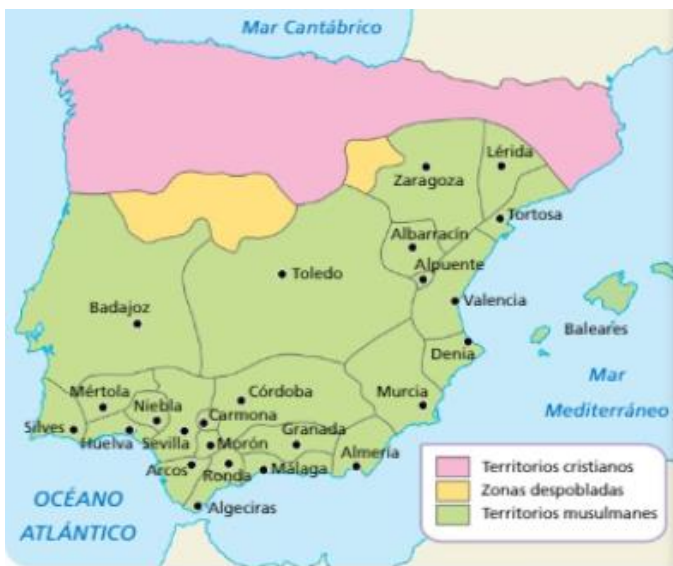 Mar Cantábrico
Lérida
Zaragoza
Tortosa
Albarracín
Alpuente
Toledo
Valencia
Badajoz
Baleares
Denia
Mar
Mediterráneo
Córdoba
Murcia
Mértola
Niebla
Carmona
Silves
Huelva
Sevilla
Morón
Granada
Almeria
Arcos
Ronda
Málaga
Algeciras
OCÉANO
ATLÁNTICO
Territorios cristianos
Zonas despobladas
Territorios musulmanes